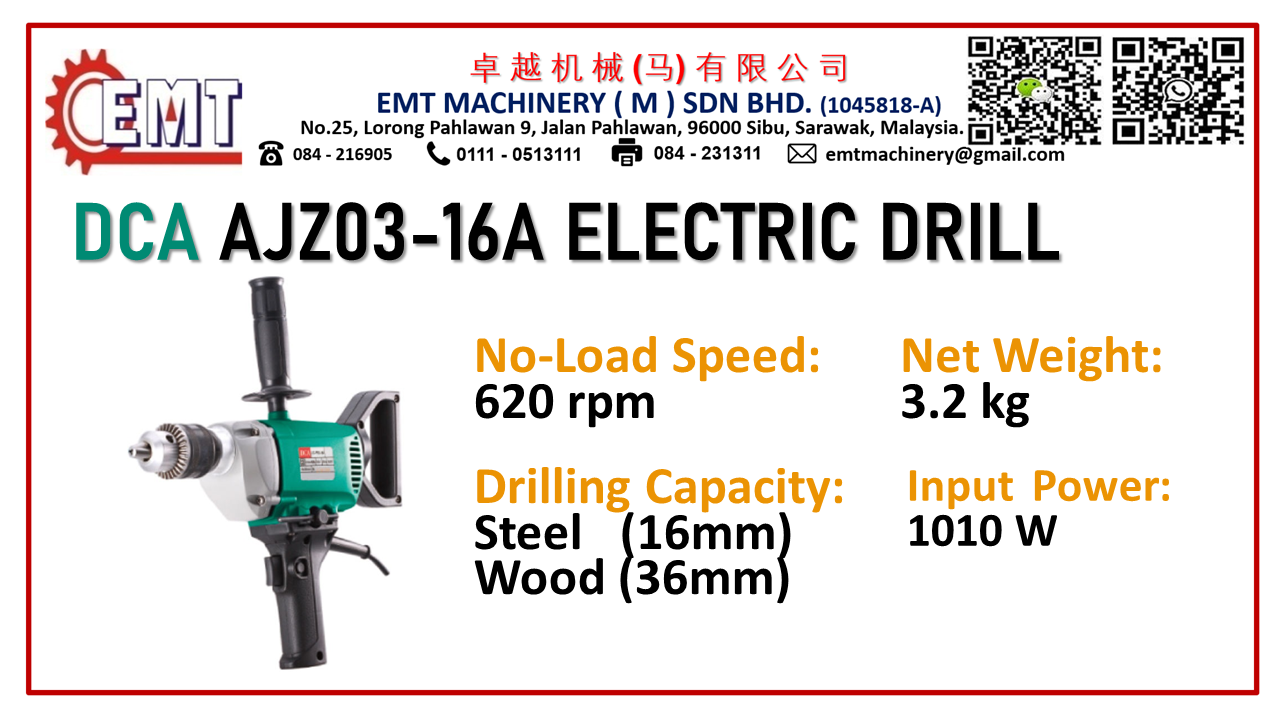 EMT
卓越机械(马)有限公司
EMT MACHINERY ( M ) SDN BHD. (1045818-A)
No.25, Lorong Pahlawan 9, Jalan Pahlawan, 96000 Sibu, Sarawak, Malaysia.
084 - 216905 0111 - 0513111 084 - 231311 emtmachinery@gmail.com
DCA AJZ03-16A ELECTRIC DRILL
No-Load Speed:
620 rpm
Net Weight:
3.2 kg
Drilling Capacity:
Steel (16mm)
Wood (36mm)
Input Power:
1010 W